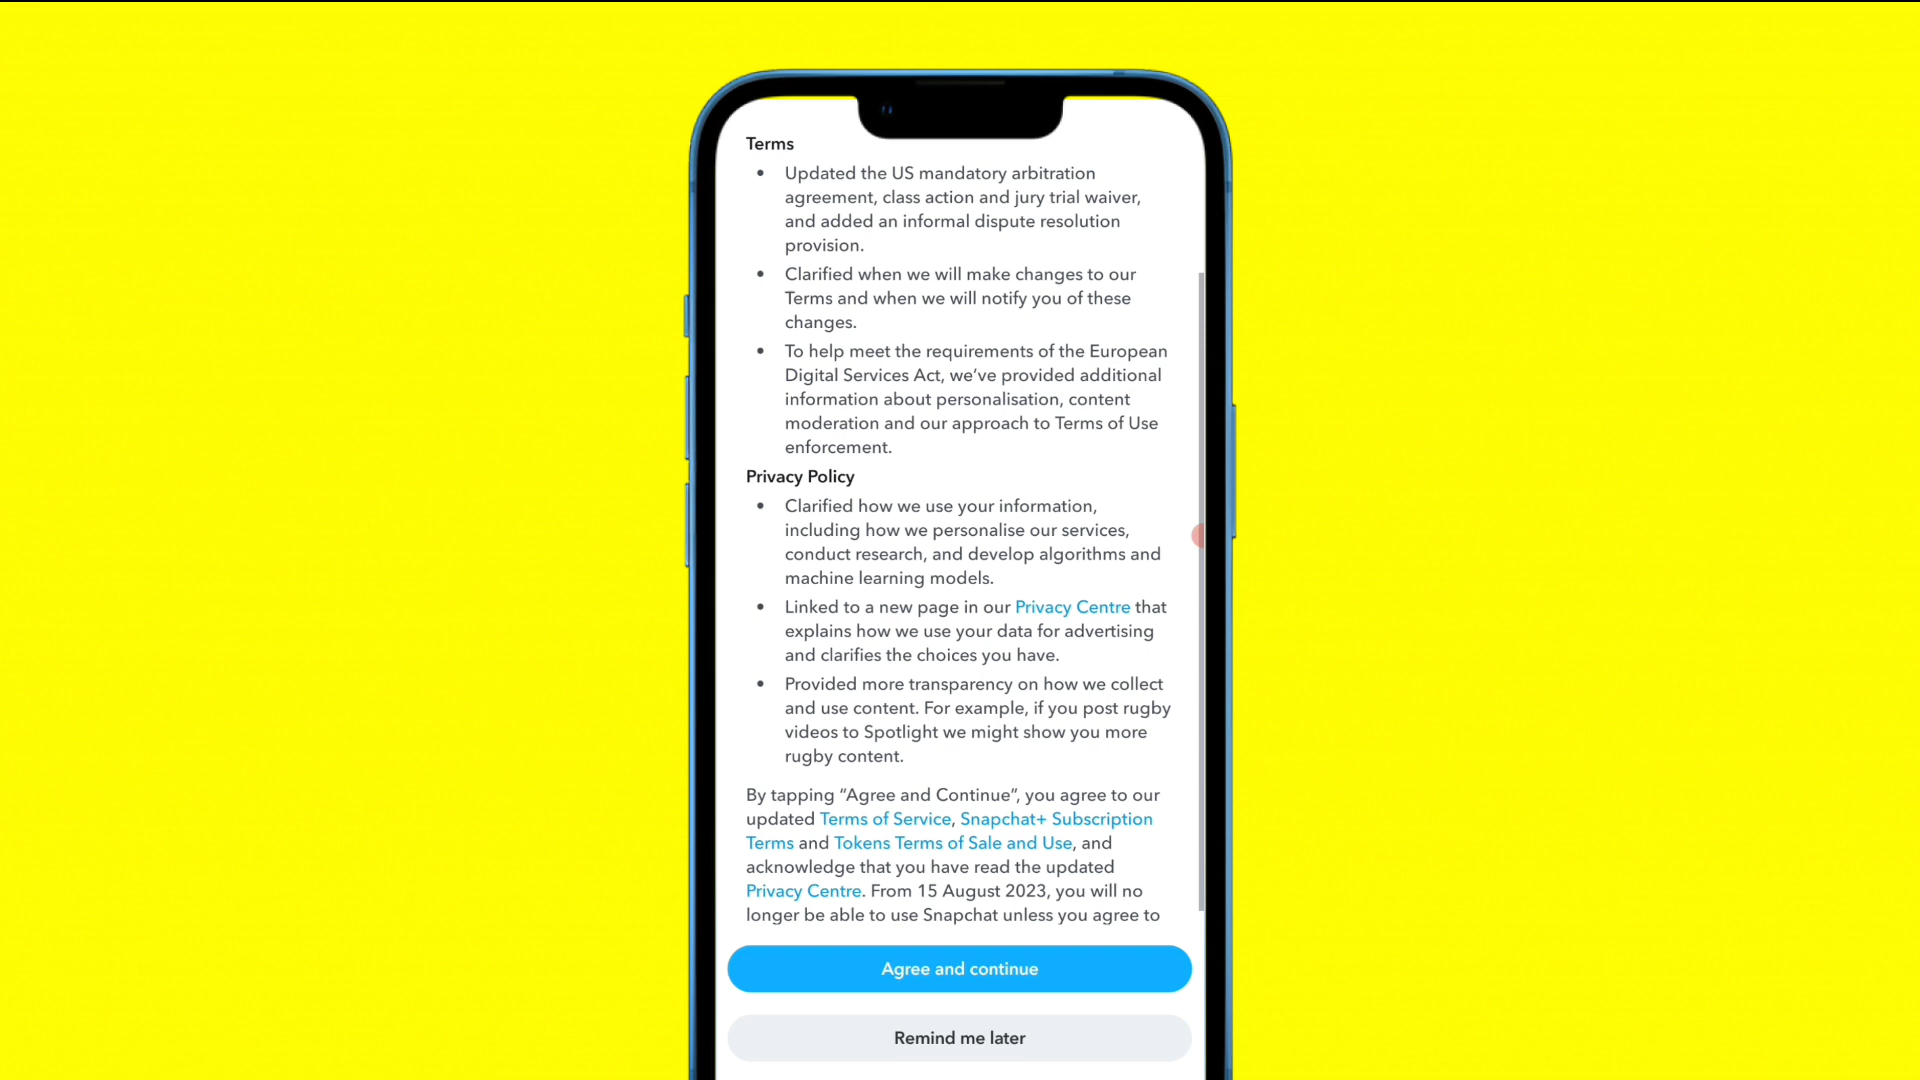 Terms
• Updated the US mandatory arbitration
agreement, class action and jury trial waiver,
and added an informal dispute resolution
provision.
• Clarified when we will make changes to our
Terms and when we will notify you of these
changes.
• To help meet the requirements of the European
Digital Services Act, we’ve provided additional
information about personalisation, content
moderation and our approach to Terms of Use
enforcement.
Privacy Policy
• Clarified how we use your information,
including how we personalise our services,
conduct research, and develop algorithms and
machine learning models.
• Linked to a new page in our Privacy Centre that
explains how we use your data for advertising
and clarifies the choices you have.
• Provided more transparency on how we collect
and use content. For example, if you post rugby
videos to Spotlight we might show you more
rugby content.
By tapping “Agree and Continue”, you agree to our
updated Terms of Service, Snapchat+ Subscription
Terms and Tokens Terms of Sale and Use, and
acknowledge that you have read the updated
Privacy Centre. From 15 August 2023, you will no
longer be able to use Snapchat unless you agree to
Agree and continue
Remind me later